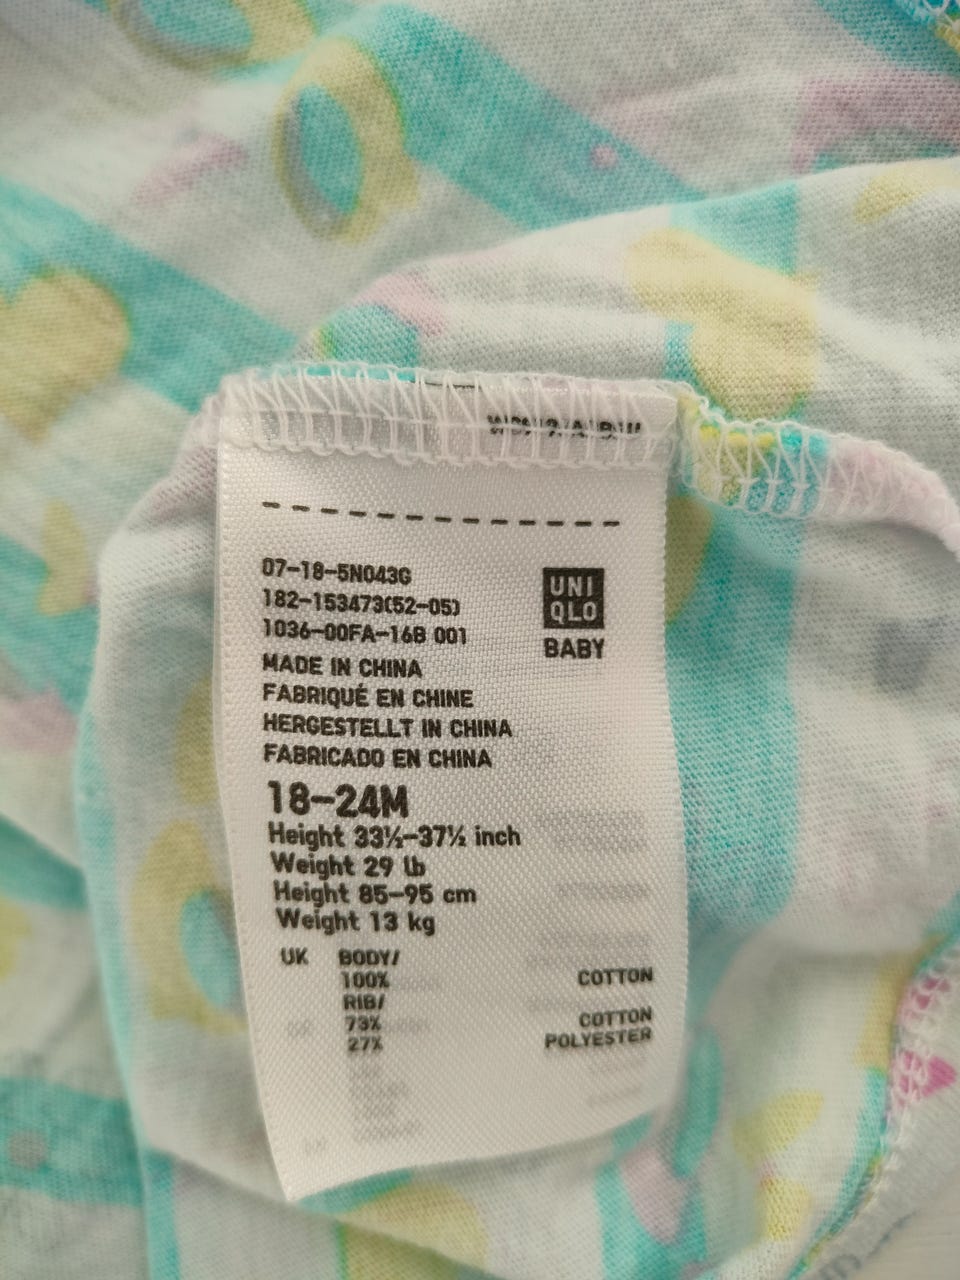 07-18-5N043G
182-153473(52-05)
1036-00FA-16B 001
UNI
QLO
BABY
MADE IN CHINA
FABRIQUÉ EN CHINE
HERGESTELLT IN CHINA
FABRICADO EN CHINA
18-24M
Height 33½-37½ inch
Weight 29 lb
Height 85-95 cm
Weight 13 kg
UK BODY/
100% COTTON
RIB/
73% COTTON
27% POLYESTER